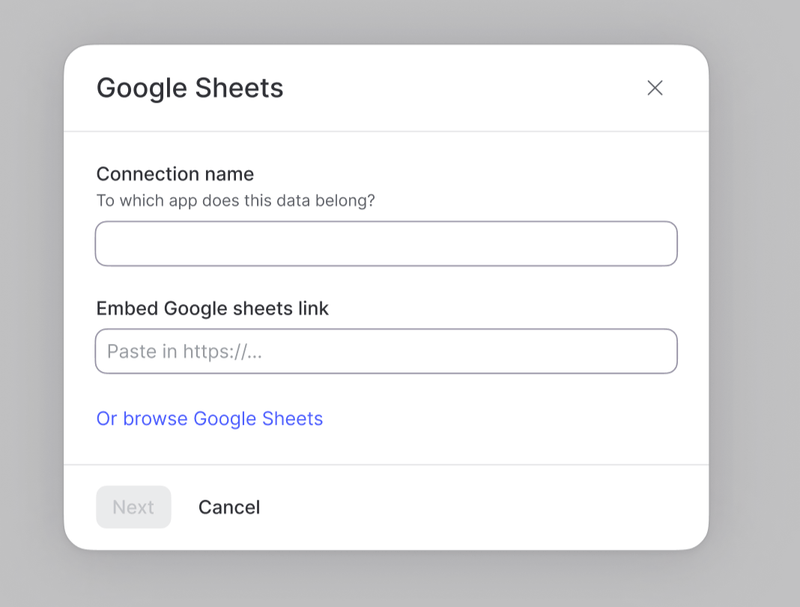 Google Sheets
Connection name
To which app does this data belong?
Embed Google sheets link
Paste in https://...
Or browse Google Sheets
Next
Cancel